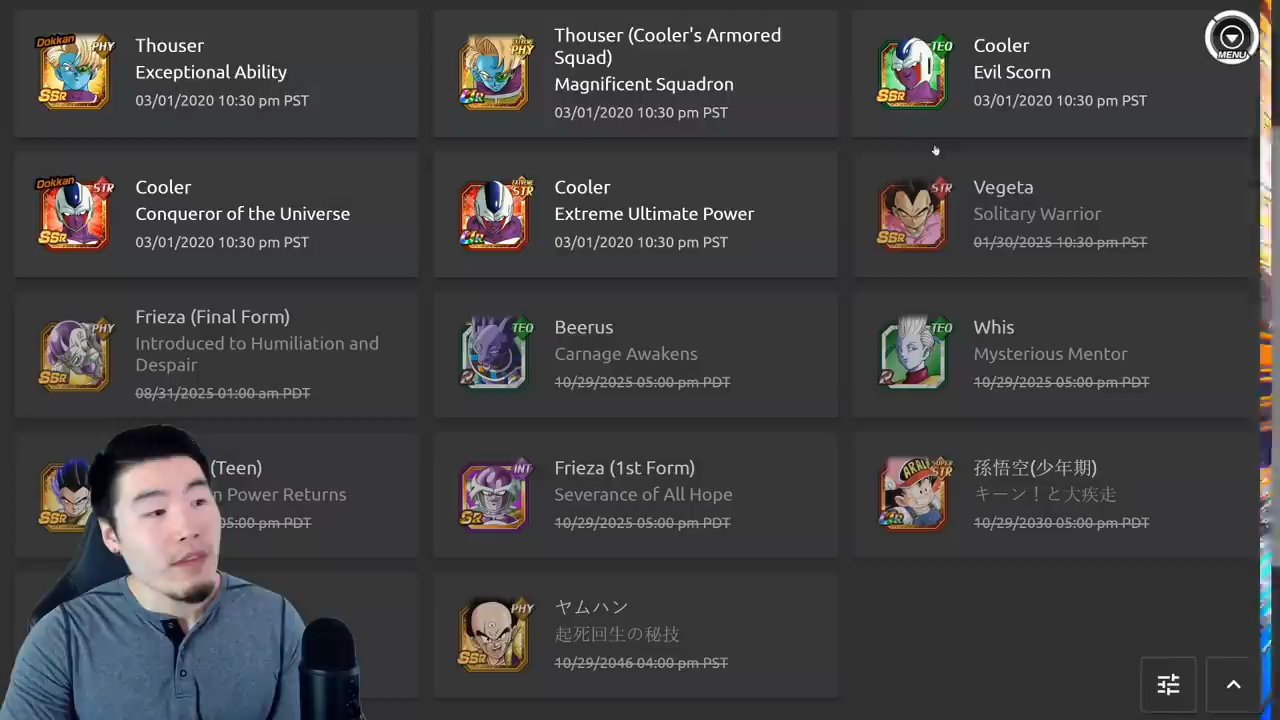 Dokkan PHY
SSR
Thouser
Exceptional Ability
03/01/2020 10:30 pm PST
EXTREME PHY
UR
Thouser (Cooler's Armored
Squad)
Magnificent Squadron
03/01/2020 10:30 pm PST
TEQ
SSR
Cooler
Evil Scorn
03/01/2020 10:30 pm PST
MENU
Dokkan STR
SSR
Cooler
Conqueror of the Universe
03/01/2020 10:30 pm PST
EXTREME STR
UR
Cooler
Extreme Ultimate Power
03/01/2020 10:30 pm PST
STR
SSR
Vegeta
Solitary Warrior
01/30/2025 10:30 pm PST
PHY
SSR
Frieza (Final Form)
Introduced to Humiliation and
Despair
08/31/2025 01:00 am PDT
TEQ
R
Beerus
Carnage Awakens
10/29/2025 05:00 pm PDT
TEQ
R
Whis
Mysterious Mentor
10/29/2025 05:00 pm PDT
SSR
(Teen)
n Power Returns
05:00 pm PDT
INT
SR
Frieza (1st Form)
Severance of All Hope
10/29/2025 05:00 pm PDT
SUPER STR
ARALE
UR
孫悟空(少年期)
キーン！と大疾走
10/29/2030 05:00 pm PDT
PHY
SSR
ヤムハン
起死回生の秘技
10/29/2046 04:00 pm PST